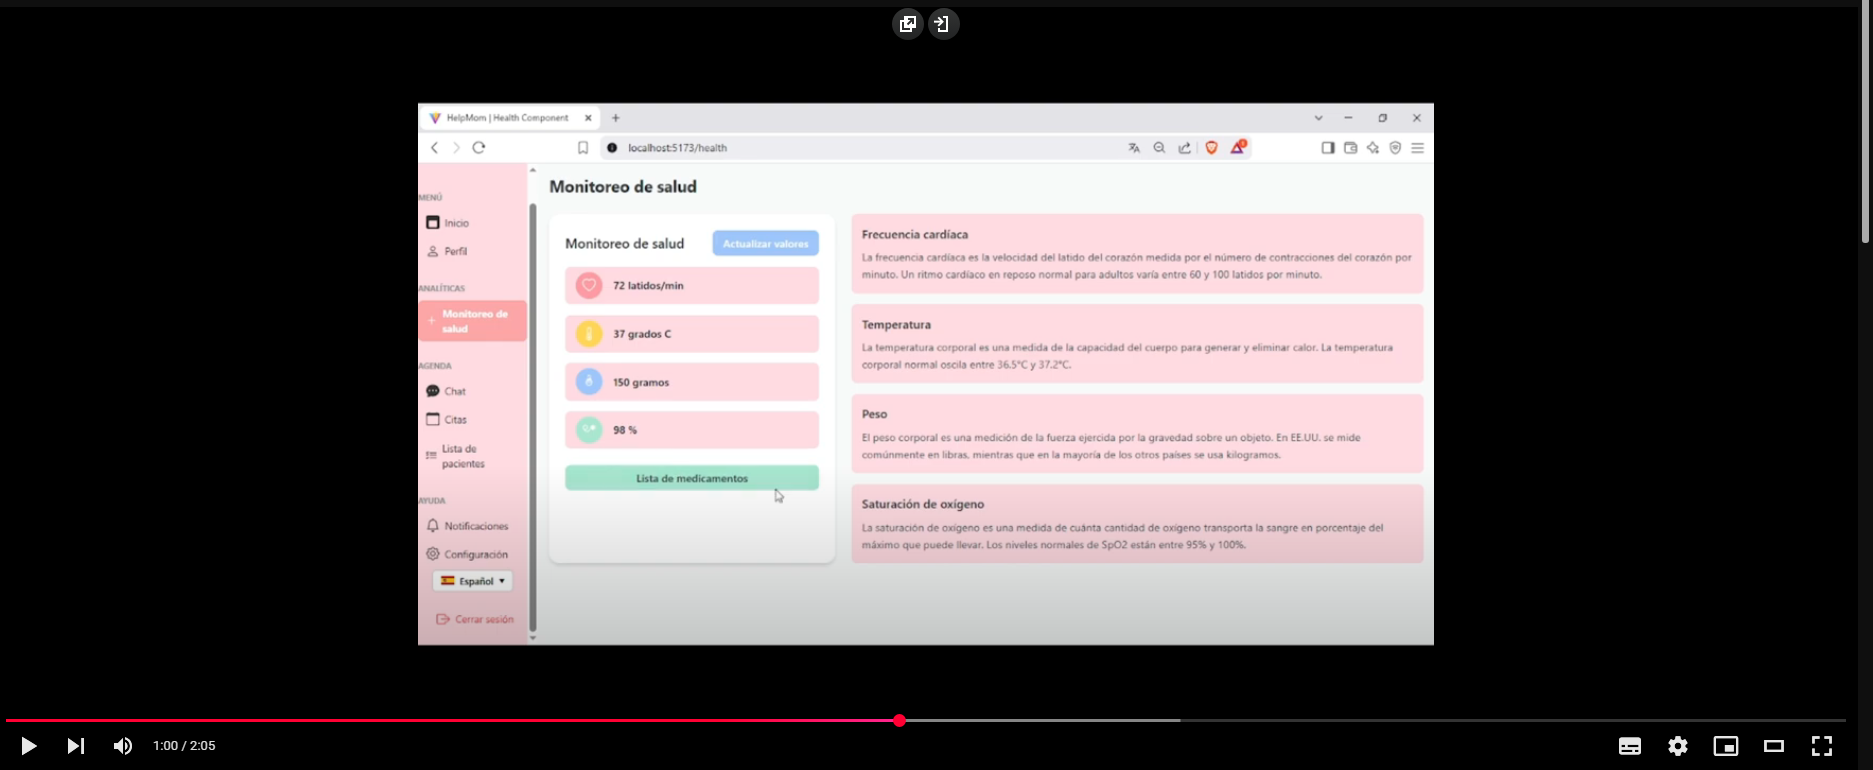 HelpMom | Health Component
localhost:5173/health
MENÚ
Inicio
Perfil
ANALÍTICAS
Monitoreo de
salud
AGENDA
Chat
Citas
Lista de
pacientes
AYUDA
Notificaciones
Configuración
Español
Cerrar sesión
Monitoreo de salud
Monitoreo de salud
Actualizar valores
72 latidos/min
37 grados C
150 gramos
98 %
Lista de medicamentos
Frecuencia cardíaca
La frecuencia cardíaca es la velocidad del latido del corazón medida por el número de contracciones del corazón por
minuto. Un ritmo cardíaco en reposo normal para adultos varía entre 60 y 100 latidos por minuto.
Temperatura
La temperatura corporal es una medida de la capacidad del cuerpo para generar y eliminar calor. La temperatura
corporal normal oscila entre 36.5°C y 37.2°C.
Peso
El peso corporal es una medición de la fuerza ejercida por la gravedad sobre un objeto. En EE.UU. se mide
comúnmente en libras, mientras que en la mayoría de los otros países se usa kilogramos.
Saturación de oxígeno
La saturación de oxígeno es una medida de cuánta cantidad de oxígeno transporta la sangre en porcentaje del
máximo que puede llevar. Los niveles normales de SpO2 están entre 95% y 100%.
1:00 / 2:05